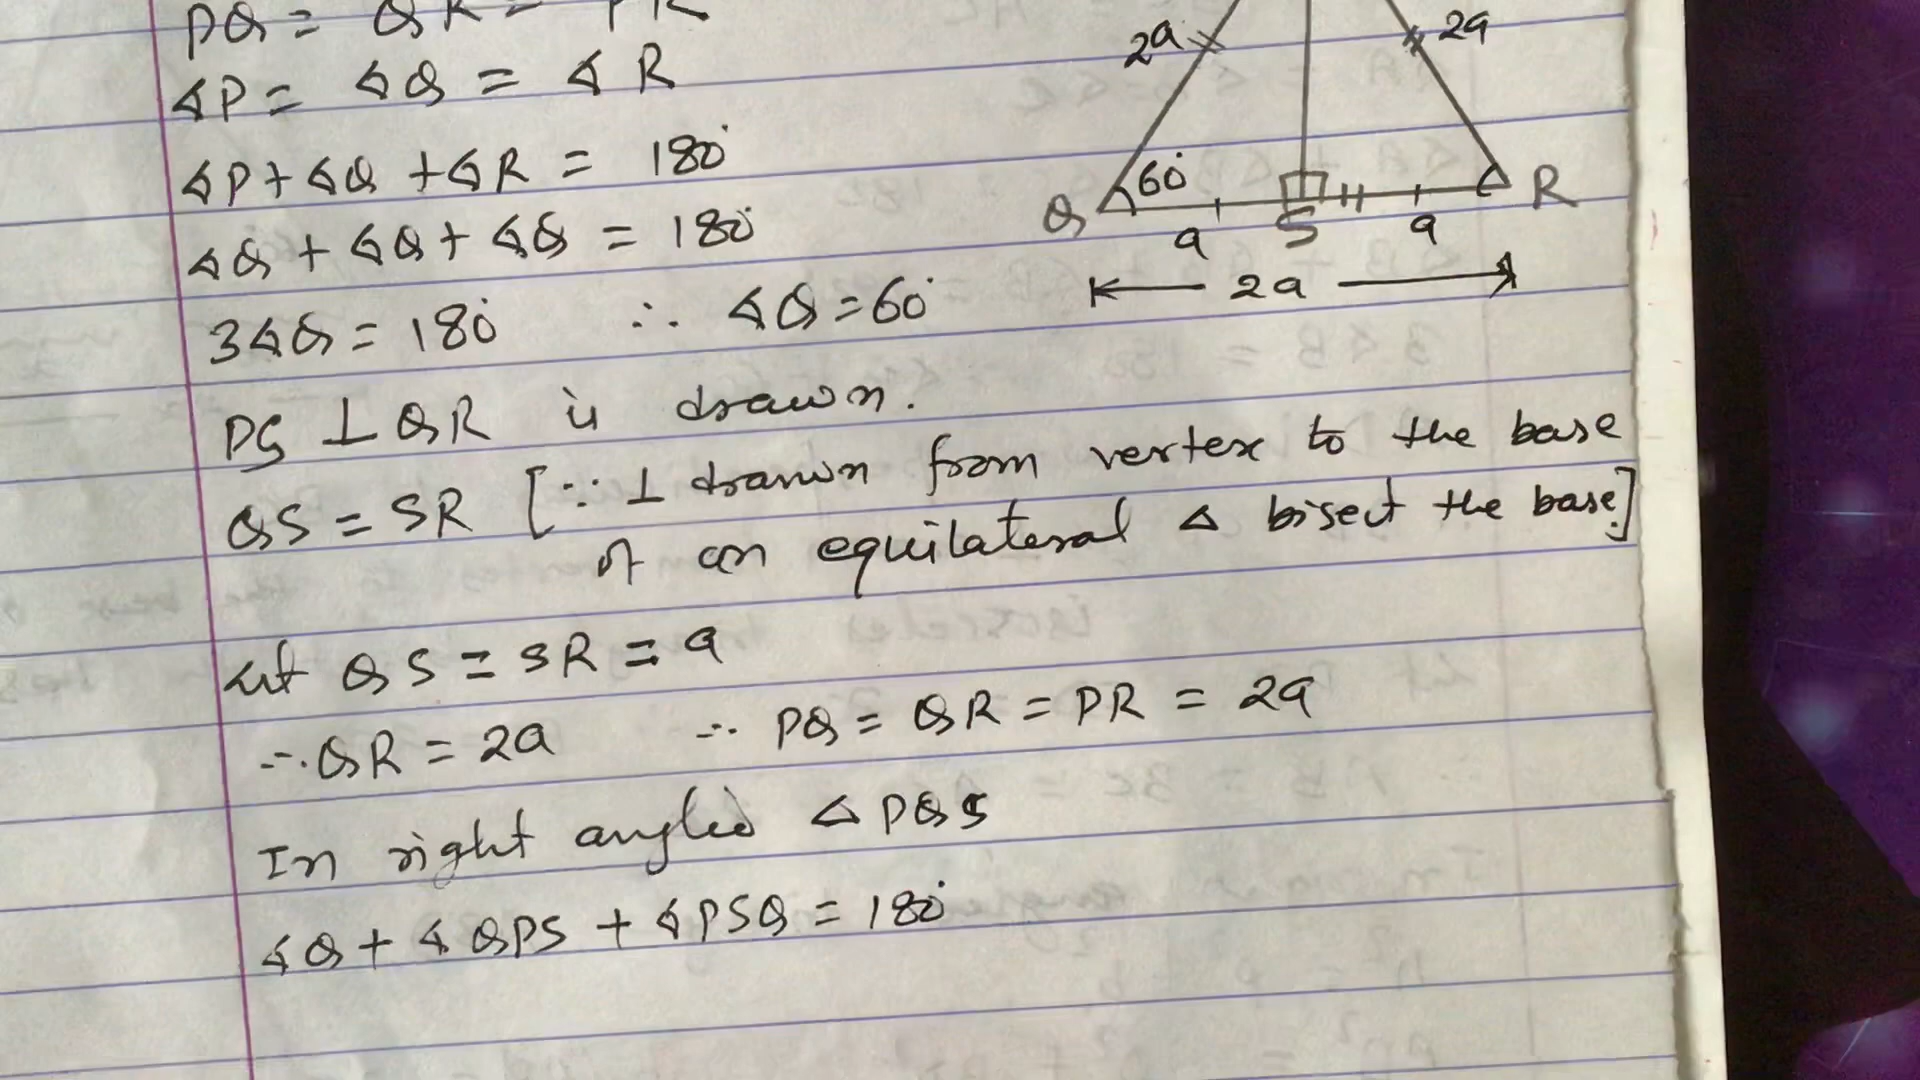 PQ = QR = PR
∡P = ∡Q = ∡R
∡P + ∡Q + ∡R = 180°
∡Q + ∡Q + ∡Q = 180°
3∡Q = 180° ∴ ∡Q = 60°
PS ⊥ QR is drawn.
QS = SR [∵ ⊥ drawn from vertex to the base
of an equilateral △ bisect the base.]
Let QS = SR = a
∴ QR = 2a ∴ PQ = QR = PR = 2a
In right angled △ PQS
∡Q + ∡QPS + ∡PSQ = 180°
2a 2a
Q 60° S R
a a
2a